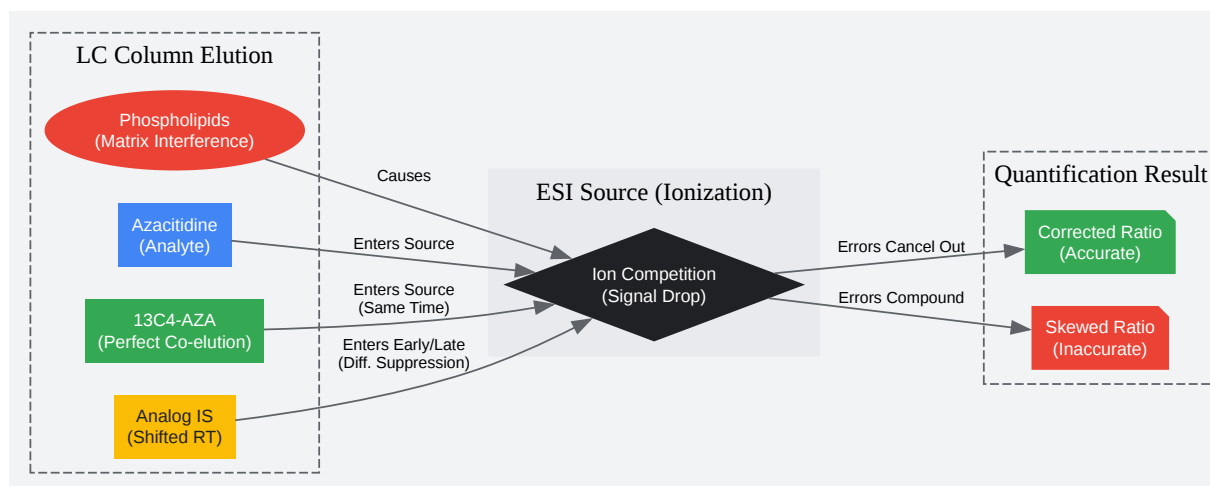 LC Column Elution
Phospholipids
(Matrix Interference)
Azacitidine
(Analyte)
13C4-AZA
(Perfect Co-elution)
Analog IS
(Shifted RT)
Causes
Enters Source
Enters Source
(Same Time)
Enters Early/Late
(Diff. Suppression)
ESI Source (Ionization)
Ion Competition
(Signal Drop)
Errors Cancel Out
Errors Compound
Quantification Result
Corrected Ratio
(Accurate)
Skewed Ratio
(Inaccurate)